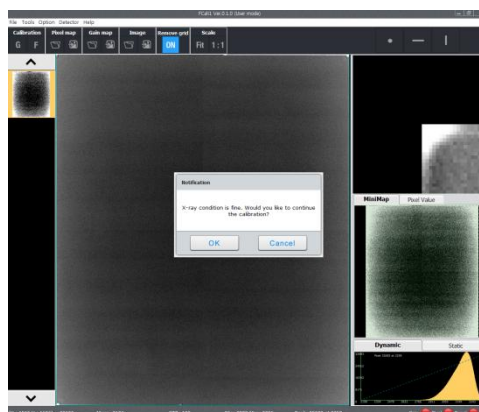 FCal1 Ver.0.1.0 (User mode)
File Tools Option Detector Help
Calibration Pixel map Gain map Image Remove grid Scale
G F ON Fit 1:1
Notification
X-ray condition is fine. Would you like to continue
the calibration?
OK Cancel
MiniMap Pixel Value
Dynamic Static